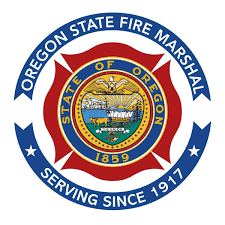 OREGON STATE FIRE MARSHAL
STATE OF OREGON
1859
SERVING SINCE 1917